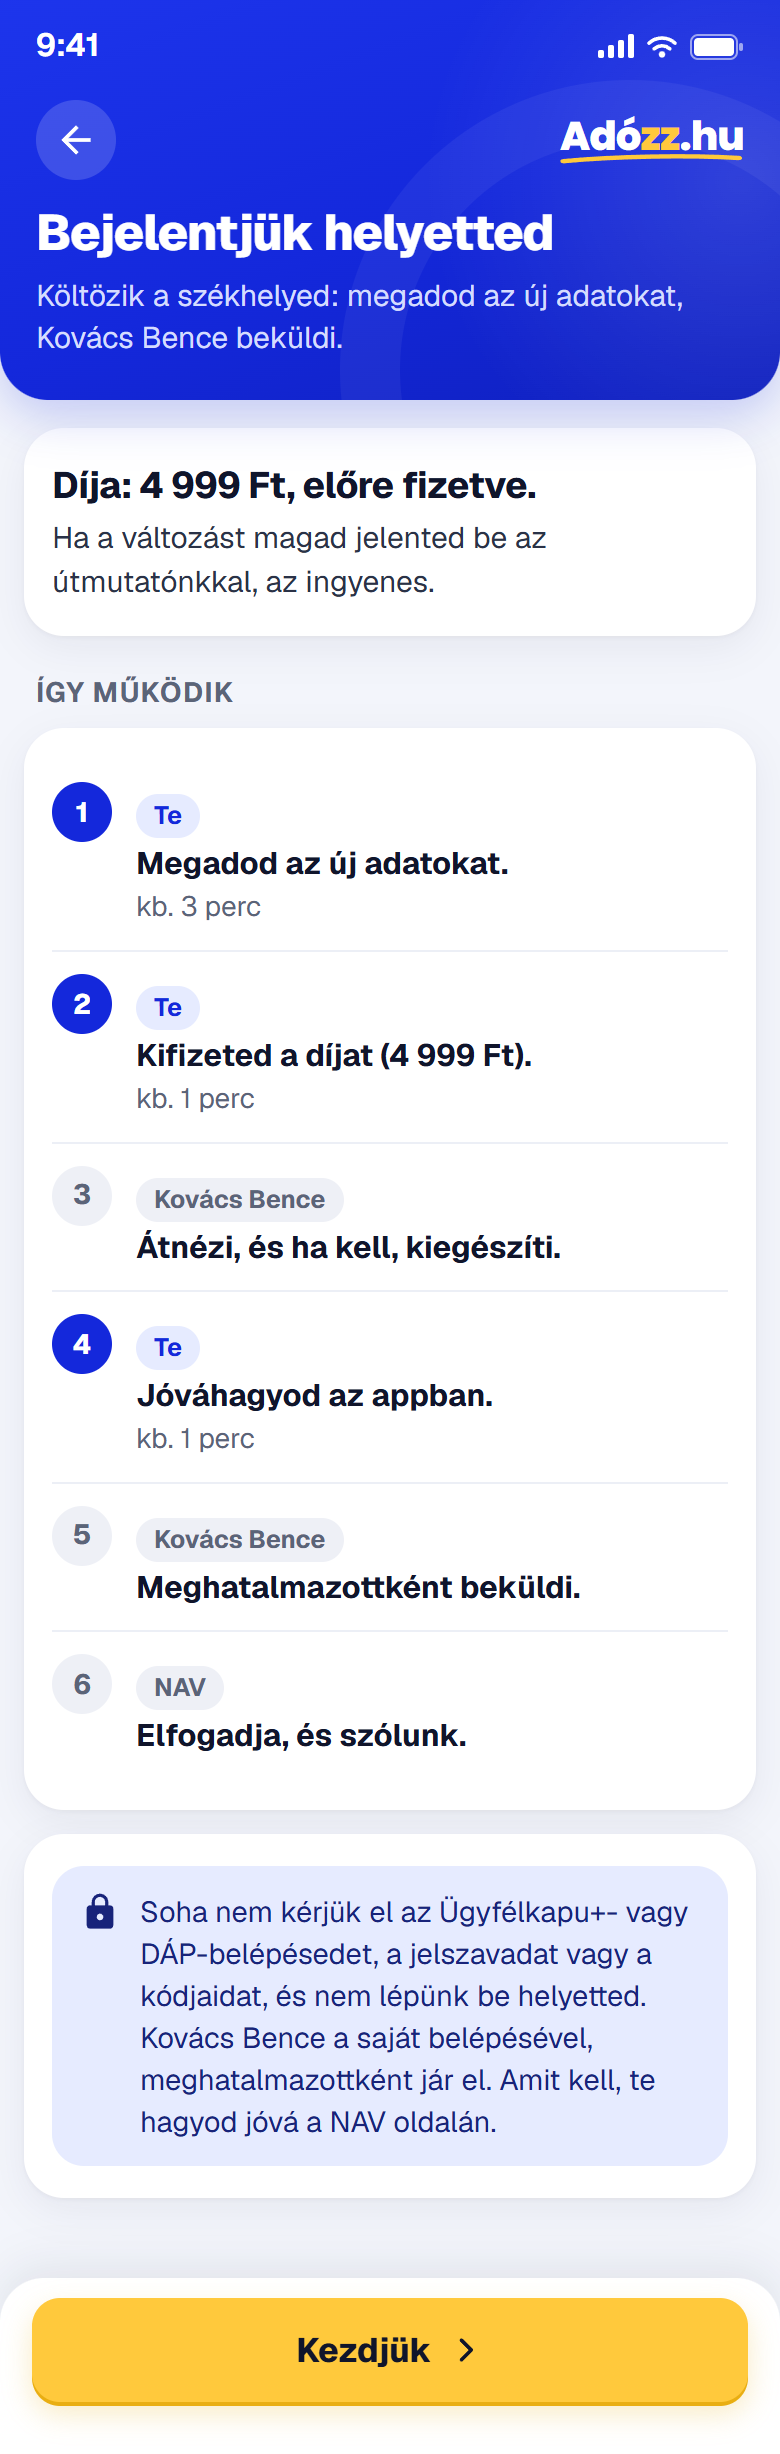 9:41
Adózz.hu
Bejelentjük helyetted
Költözik a székhelyed: megadod az új adatokat,
Kovács Bence beküldi.
Díja: 4 999 Ft, előre fizetve.
Ha a változást magad jelented be az
útmutatónkkal, az ingyenes.
ÍGY MŰKÖDIK
1
Te
Megadod az új adatokat.
kb. 3 perc
2
Te
Kifizeted a díjat (4 999 Ft).
kb. 1 perc
3
Kovács Bence
Átnézi, és ha kell, kiegészíti.
4
Te
Jóváhagyod az appban.
kb. 1 perc
5
Kovács Bence
Meghatalmazottként beküldi.
6
NAV
Elfogadja, és szólunk.
Soha nem kérjük el az Ügyfélkapu+- vagy
DÁP-belépésedet, a jelszavadat vagy a
kódjaidat, és nem lépünk be helyetted.
Kovács Bence a saját belépésével,
meghatalmazottként jár el. Amit kell, te
hagyod jóvá a NAV oldalán.
Kezdjük